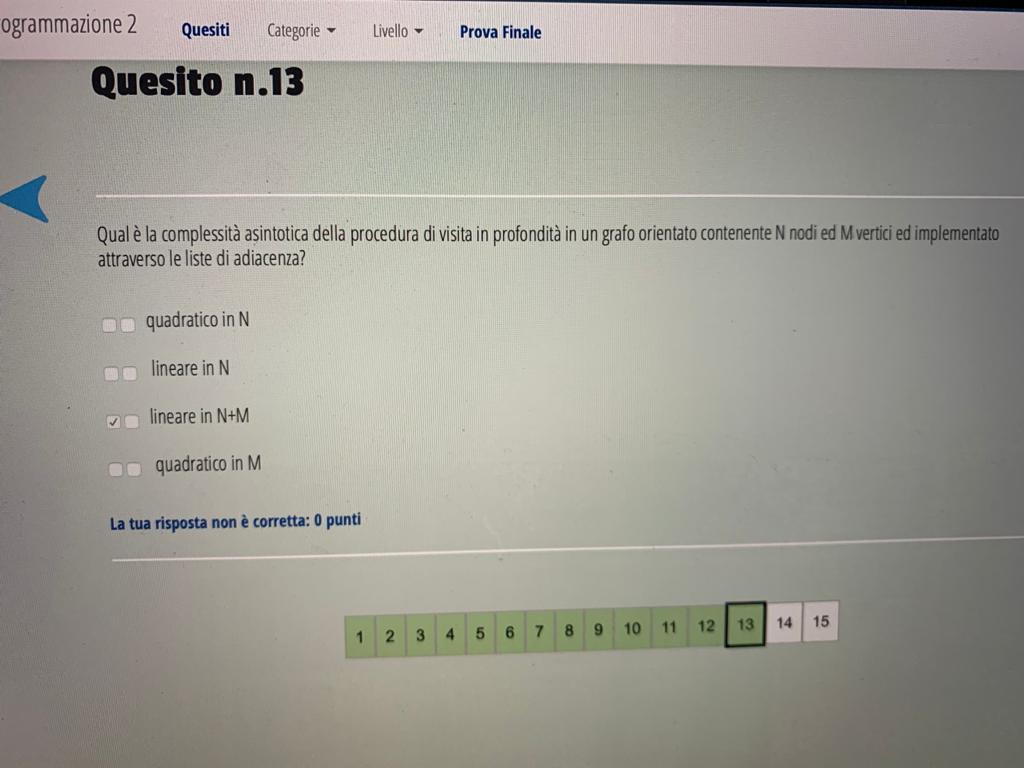 ogrammazione 2 Quesiti Categorie Livello Prova Finale
Quesito n.13
Qual è la complessità asintotica della procedura di visita in profondità in un grafo orientato contenente N nodi ed M vertici ed implementato
attraverso le liste di adiacenza?
quadratico in N
lineare in N
lineare in N+M
quadratico in M
La tua risposta non è corretta: 0 punti
1 2 3 4 5 6 7 8 9 10 11 12 13 14 15